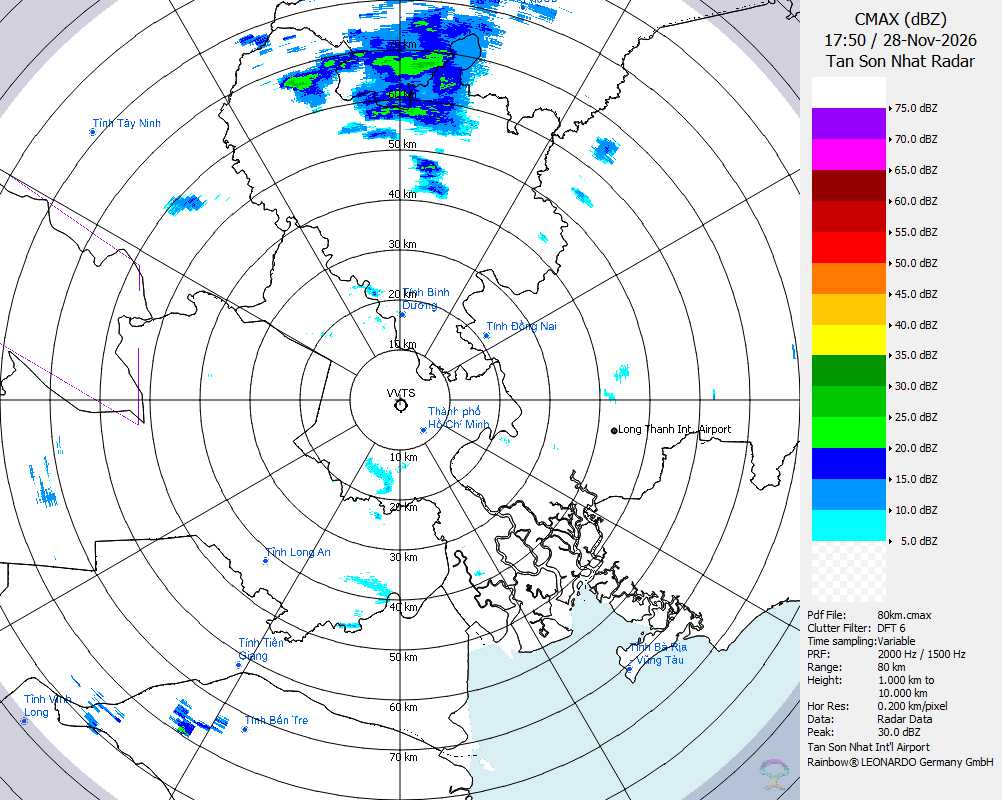 CMAX (dBZ)
17:50 / 28-Nov-2026
Tan Son Nhat Radar
75.0 dBZ
70.0 dBZ
65.0 dBZ
60.0 dBZ
55.0 dBZ
50.0 dBZ
45.0 dBZ
40.0 dBZ
35.0 dBZ
30.0 dBZ
25.0 dBZ
20.0 dBZ
15.0 dBZ
10.0 dBZ
5.0 dBZ
Pdf File: 80km.cmax
Clutter Filter: DFT 6
Time sampling:Variable
PRF: 2000 Hz / 1500 Hz
Range: 80 km
Height: 1.000 km to
10.000 km
Hor Res: 0.200 km/pixel
Data: Radar Data
Peak: 30.0 dBZ
Tan Son Nhat Int'l Airport
Rainbow® LEONARDO Germany GmbH
Tỉnh Tây Ninh
50 km
40 km
30 km
20 km
Tỉnh Bình
Dương
Tỉnh Đồng Nai
10 km
VVTS
Thành phố
Hồ Chí Minh
Long Thanh Int. Airport
10 km
20 km
30 km
Tỉnh Long An
40 km
Tỉnh Tiền
Giang
50 km
Tỉnh Bà Rịa
- Vũng Tàu
Tỉnh Vĩnh
Long
60 km
Tỉnh Bến Tre
70 km